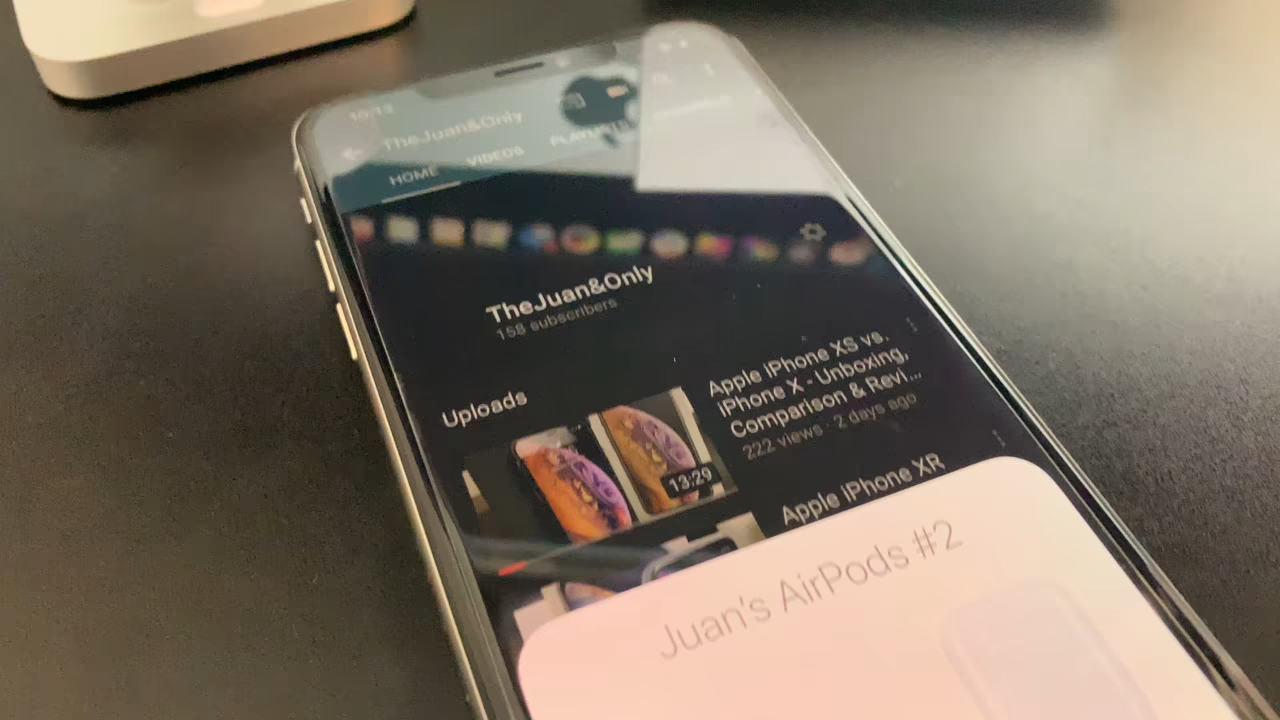 TheJuan&Only
HOME
VIDEOS
TheJuan&Only
158 subscribers
Uploads
Apple iPhone XS vs.
iPhone X - Unboxing,
Comparison & Revi...
222 views · 2 days ago
13:29
Apple iPhone XR
Juan's AirPods #2